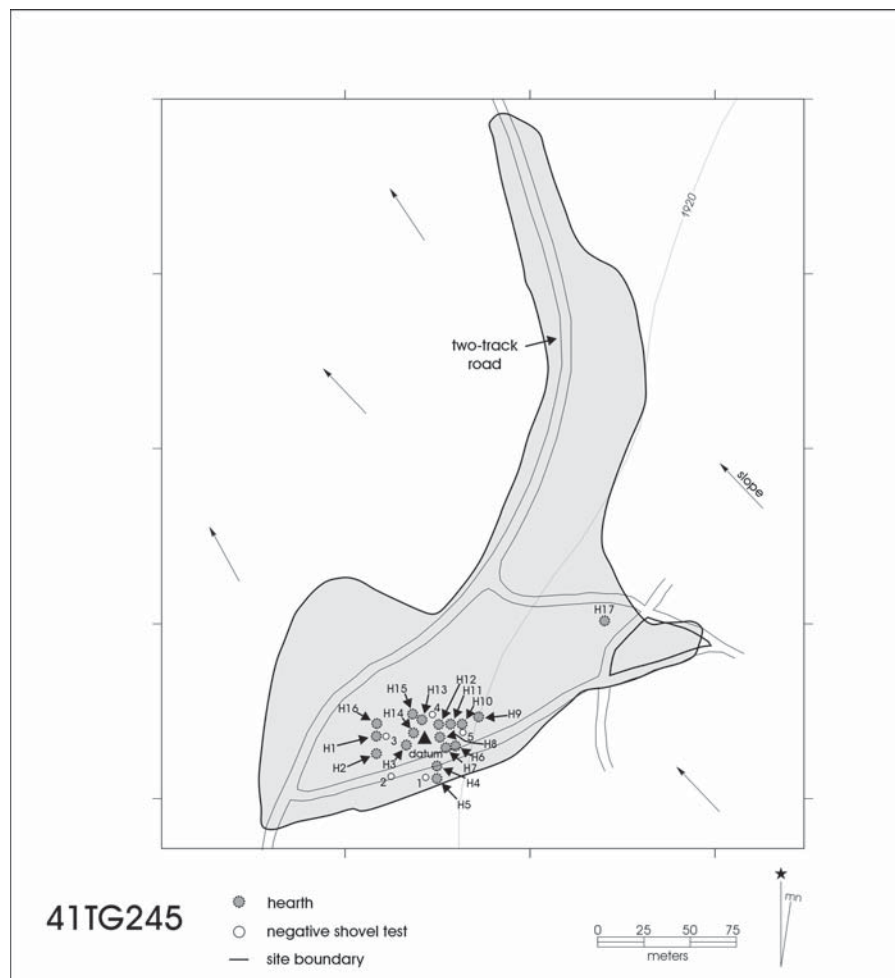 1920
two-track
road
slope
H17
H12
H13
H11
H15
H10
4
H16
H14
H9
H1
3
5
H8
datum
H6
H2
H3
H7
2
1
H4
H5
mn
41TG245
hearth
negative shovel test
site boundary
0 25 50 75
meters